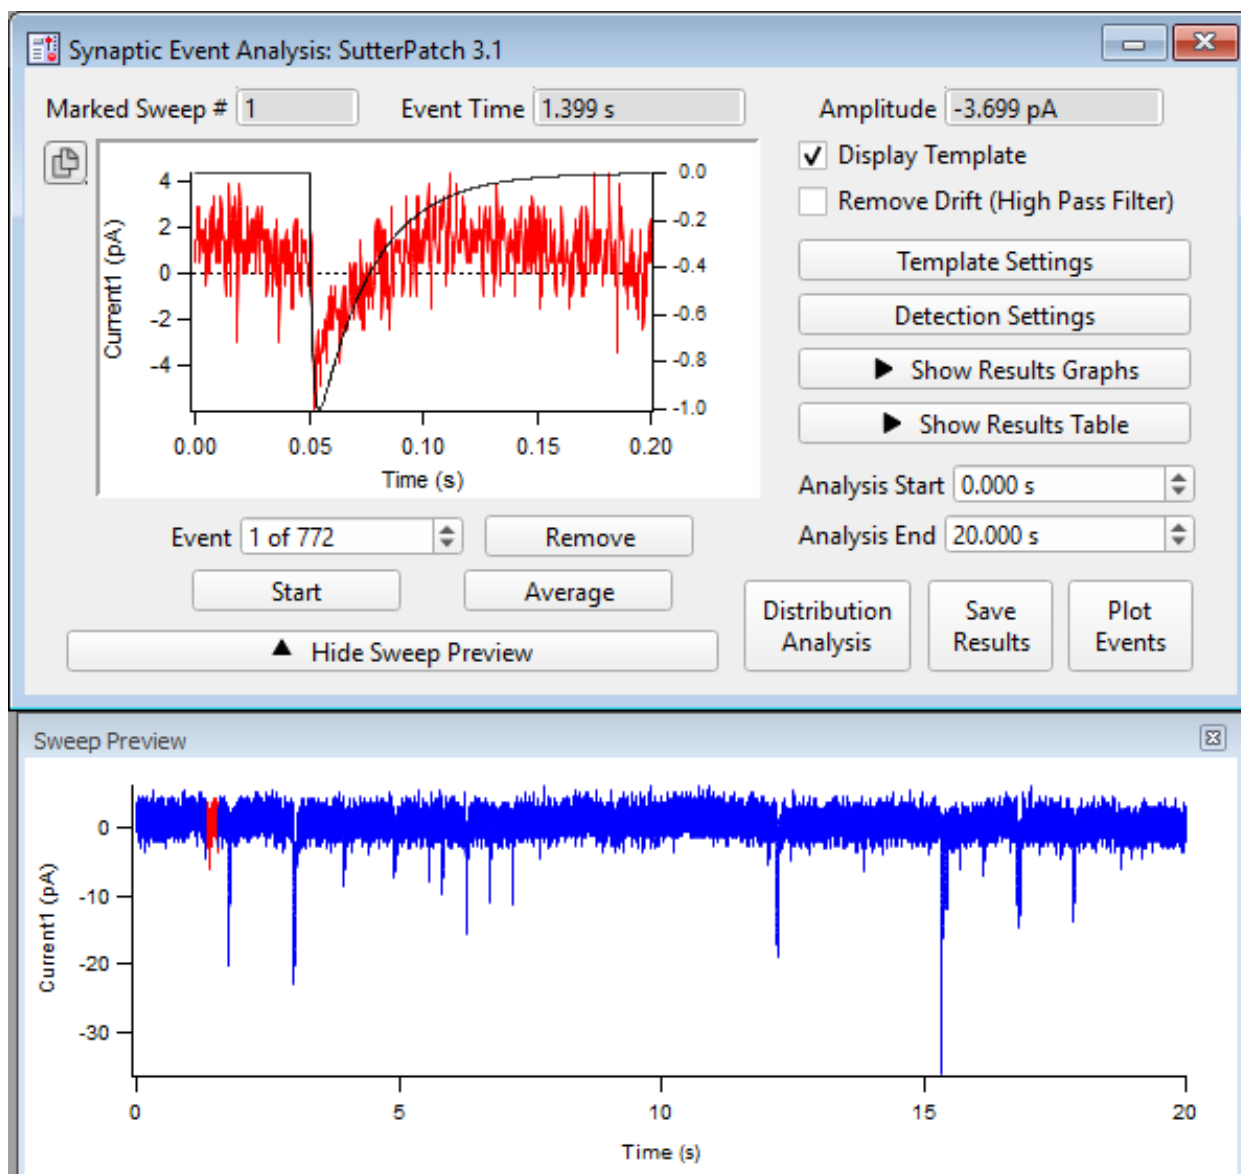 Synaptic Event Analysis: SutterPatch 3.1
Marked Sweep # 1 Event Time 1.399 s Amplitude -3.699 pA
Display Template
Remove Drift (High Pass Filter)
Template Settings
Detection Settings
Show Results Graphs
Show Results Table
Analysis Start 0.000 s
Analysis End 20.000 s
Current1 (pA)
4
2
0
-2
-4
0.0
-0.2
-0.4
-0.6
-0.8
-1.0
0.00 0.05 0.10 0.15 0.20
Time (s)
Event 1 of 772 Remove
Start Average
Hide Sweep Preview
Distribution Analysis
Save Results
Plot Events
Sweep Preview
Current1 (pA)
0
-10
-20
-30
0 5 10 15 20
Time (s)